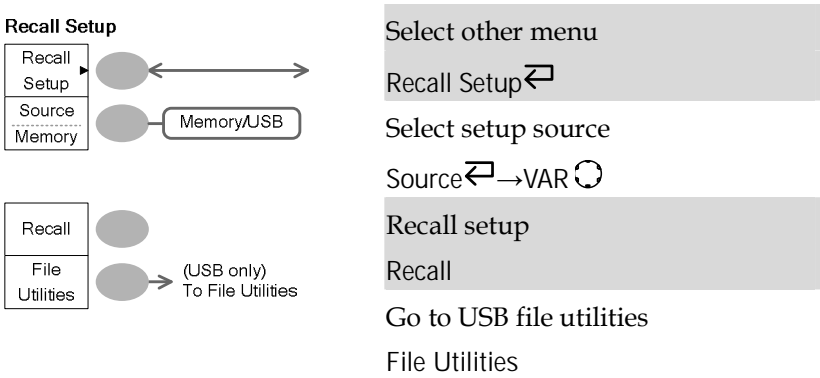 Recall Setup
Recall
Setup
Source
Memory
Memory/USB
Recall
File
Utilities
(USB only)
To File Utilities
Select other menu
Recall Setup
Select setup source
Source →VAR
Recall setup
Recall
Go to USB file utilities
File Utilities